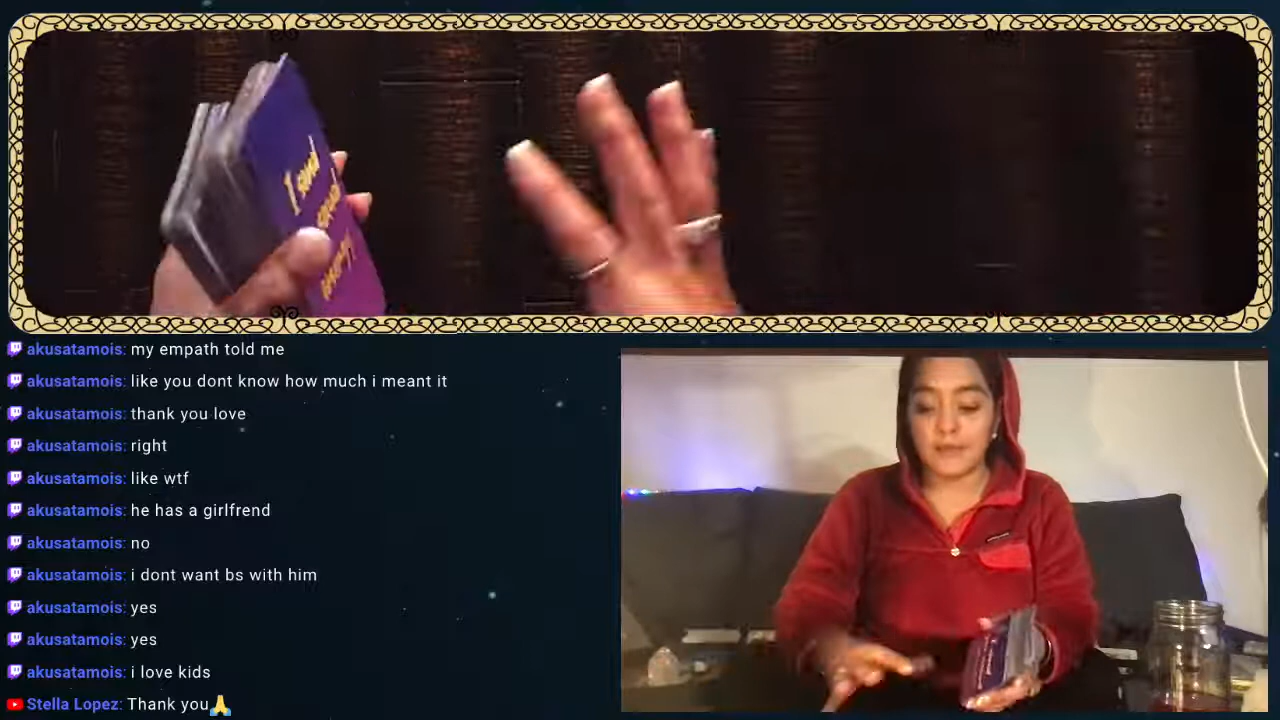 I send
akusatamois: my empath told me
akusatamois: like you dont know how much i meant it
akusatamois: thank you love
akusatamois: right
akusatamois: like wtf
akusatamois: he has a girlfrend
akusatamois: no
akusatamois: i dont want bs with him
akusatamois: yes
akusatamois: yes
akusatamois: i love kids
Stella Lopez: Thank you🙏